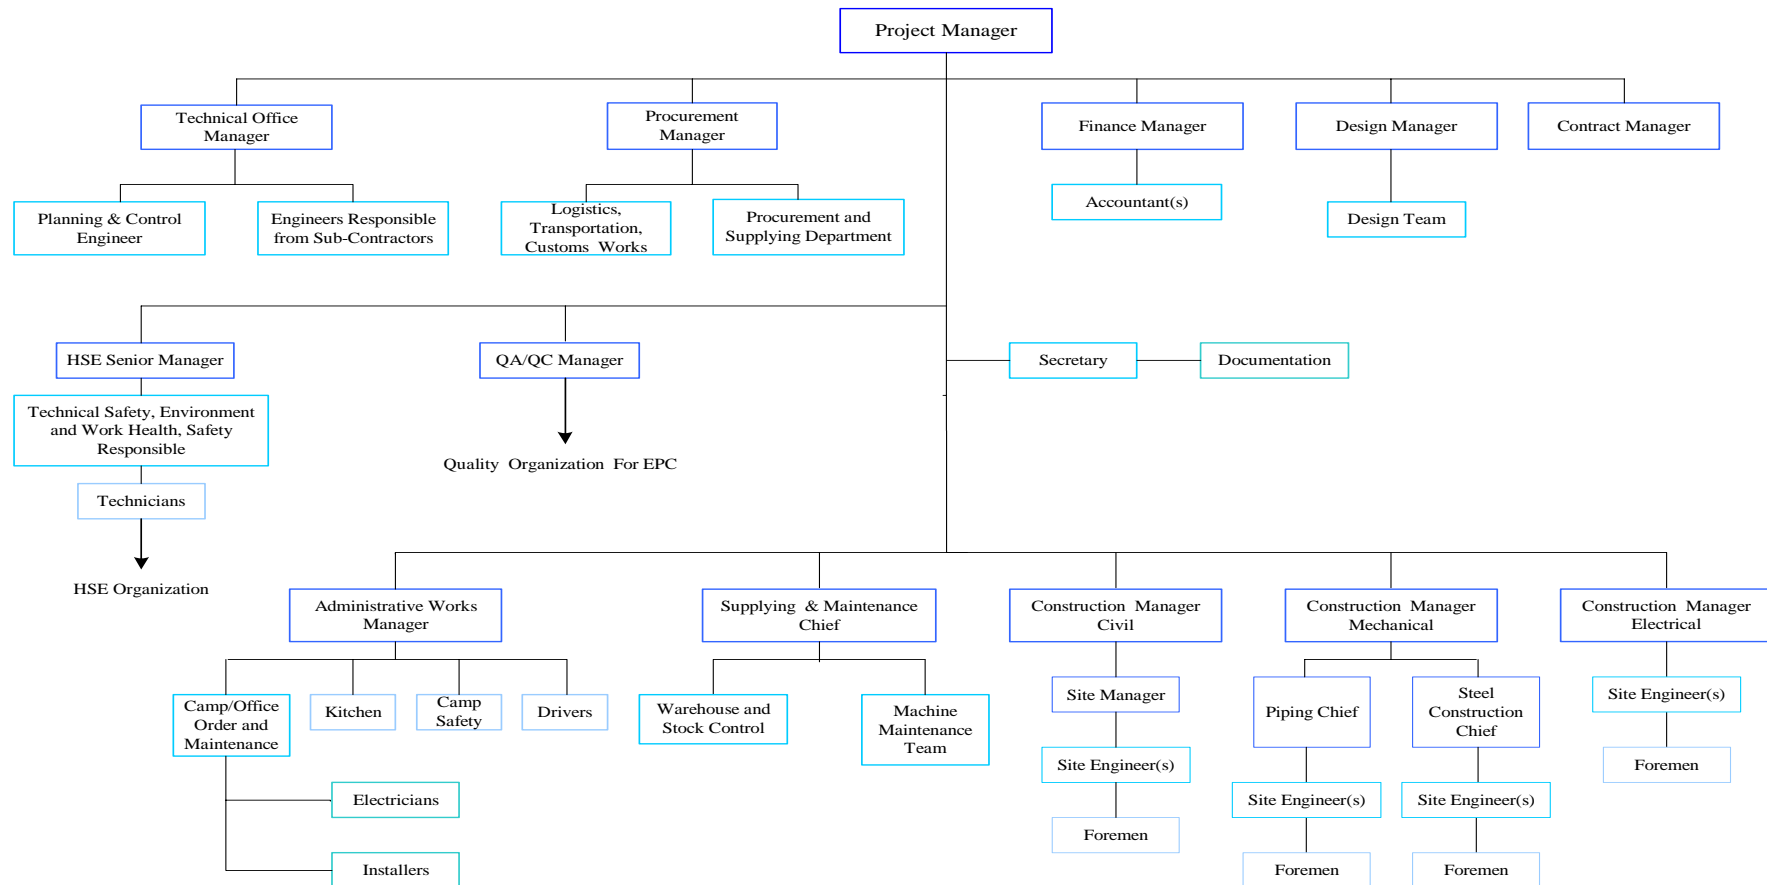 Project Manager
Technical Office
Manager
Procurement
Manager
Finance Manager
Design Manager
Contract Manager
Planning & Control
Engineer
Engineers Responsible
from Sub-Contractors
Logistics,
Transportation,
Customs Works
Procurement and
Supplying Department
Accountant(s)
Design Team
HSE Senior Manager
QA/QC Manager
Secretary
Documentation
Technical Safety, Environment
and Work Health, Safety
Responsible
Quality Organization For EPC
Technicians
HSE Organization
Administrative Works
Manager
Supplying & Maintenance
Chief
Construction Manager
Civil
Construction Manager
Mechanical
Construction Manager
Electrical
Camp/Office
Order and
Maintenance
Kitchen
Camp
Safety
Drivers
Warehouse and
Stock Control
Machine
Maintenance
Team
Site Manager
Piping Chief
Steel
Construction
Chief
Site Engineer(s)
Site Engineer(s)
Foremen
Electricians
Site Engineer(s)
Site Engineer(s)
Foremen
Installers
Foremen
Foremen